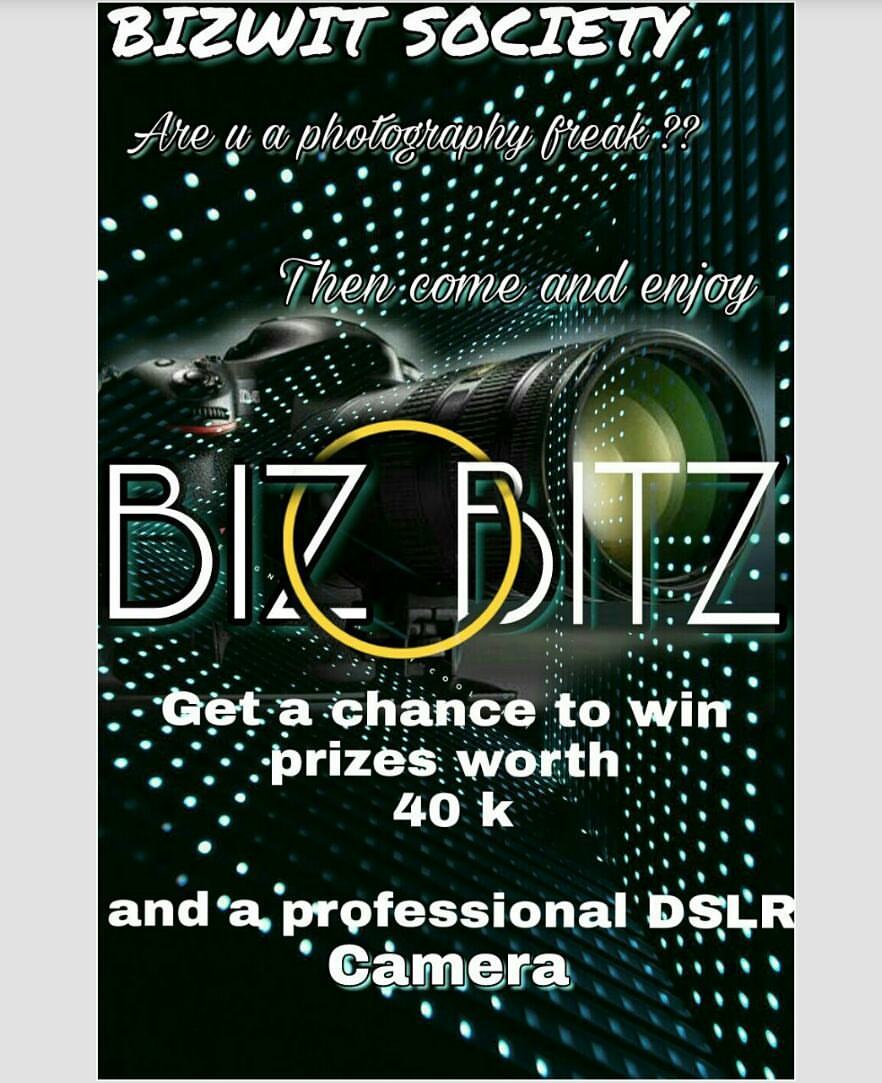 BIZWIT SOCIETY
Are u a photography freak ??
Then come and enjoy
BIZ BITZ
Get a chance to win
prizes worth
40 k
and a professional DSLR
Camera